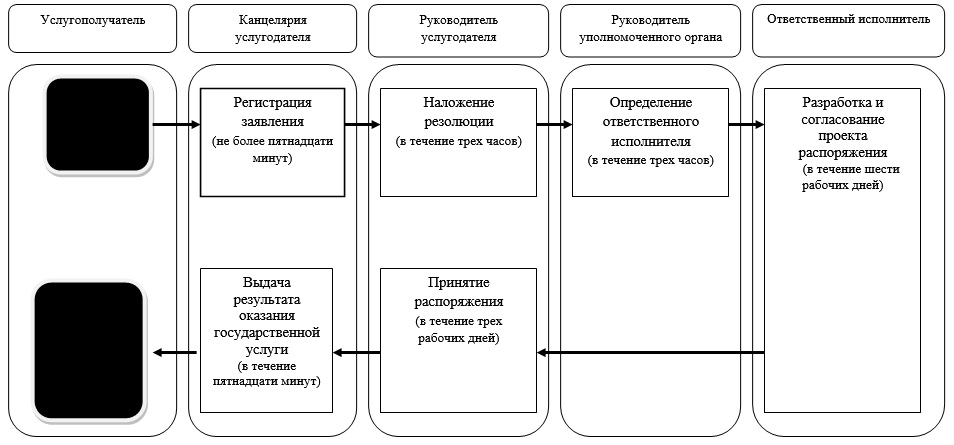 Услугополучатель
Канцелярия
услугодателя
Руководитель
услугодателя
Руководитель
уполномоченного органа
Ответственный исполнитель
Регистрация
заявления
(не более пятнадцати
минут)
Наложение
резолюции
(в течение трех часов)
Определение
ответственного
исполнителя
(в течение трех часов)
Разработка и
согласование
проекта
распоряжения
(в течение шести
рабочих дней)
Выдача
результата
оказания
государственной
услуги
(в течение
пятнадцати минут)
Принятие
распоряжения
(в течение трех
рабочих дней)